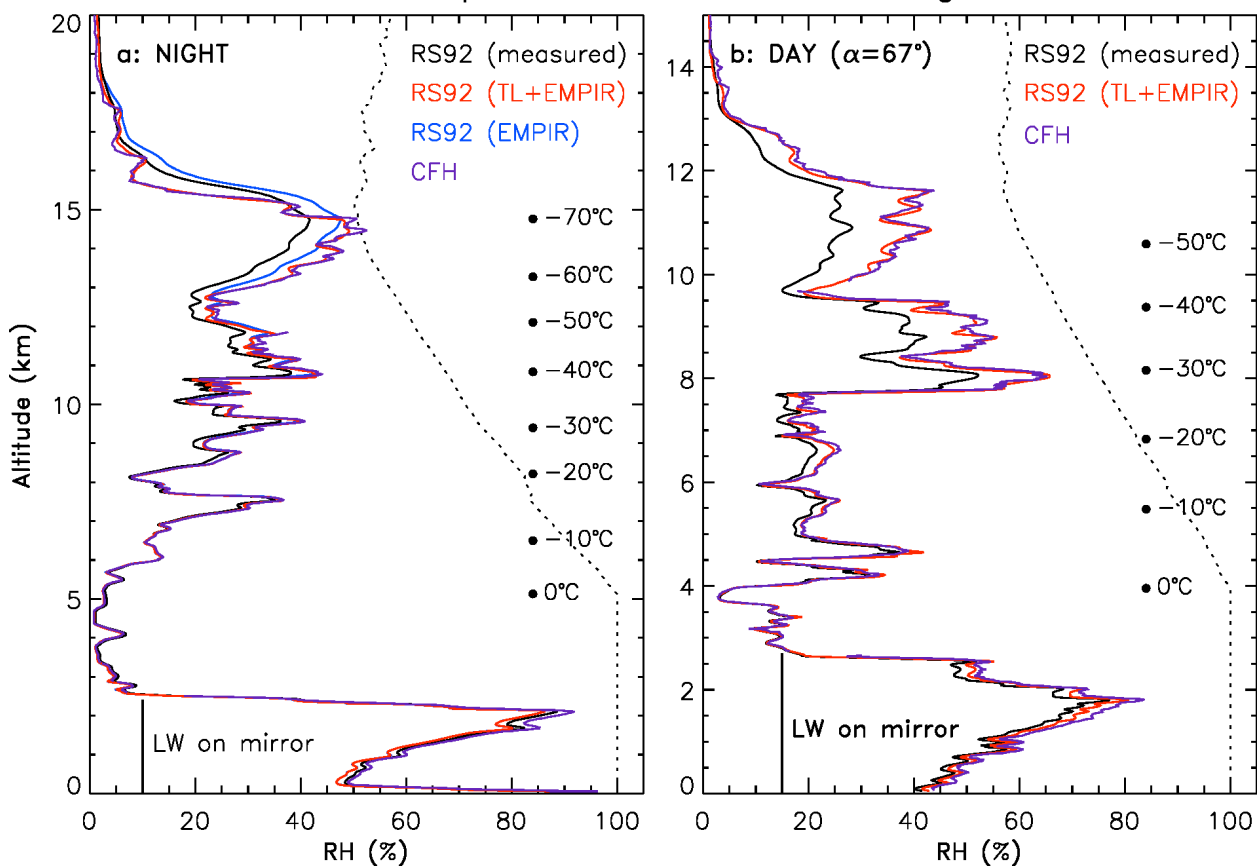 a: NIGHT
RS92 (measured)
RS92 (TL+EMPIR)
RS92 (EMPIR)
CFH
−70°C
−60°C
−50°C
−40°C
−30°C
−20°C
−10°C
0°C
LW on mirror
20
15
10
5
0
Altitude (km)
0 20 40 60 80 100
RH (%)
b: DAY (α=67°)
RS92 (measured)
RS92 (TL+EMPIR)
CFH
−50°C
−40°C
−30°C
−20°C
−10°C
0°C
LW on mirror
14
12
10
8
6
4
2
0
0 20 40 60 80 100
RH (%)